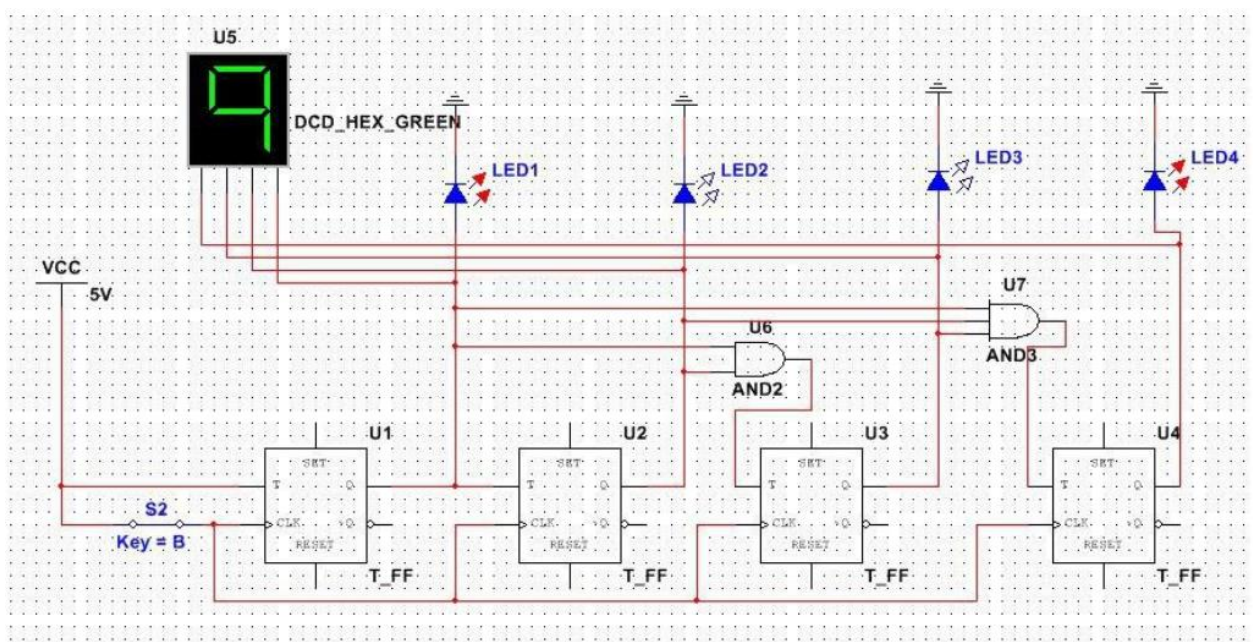 U5
9
DCD_HEX_GREEN
LED1
LED2
LED3
LED4
VCC
5V
U7
U6
AND3
AND2
U1
U2
U3
U4
SET
SET
SET
SET
T Q
T Q
T Q
T Q
S2
CLK ~Q
CLK ~Q
CLK ~Q
CLK ~Q
Key = B
RESET
RESET
RESET
RESET
T_FF
T_FF
T_FF
T_FF